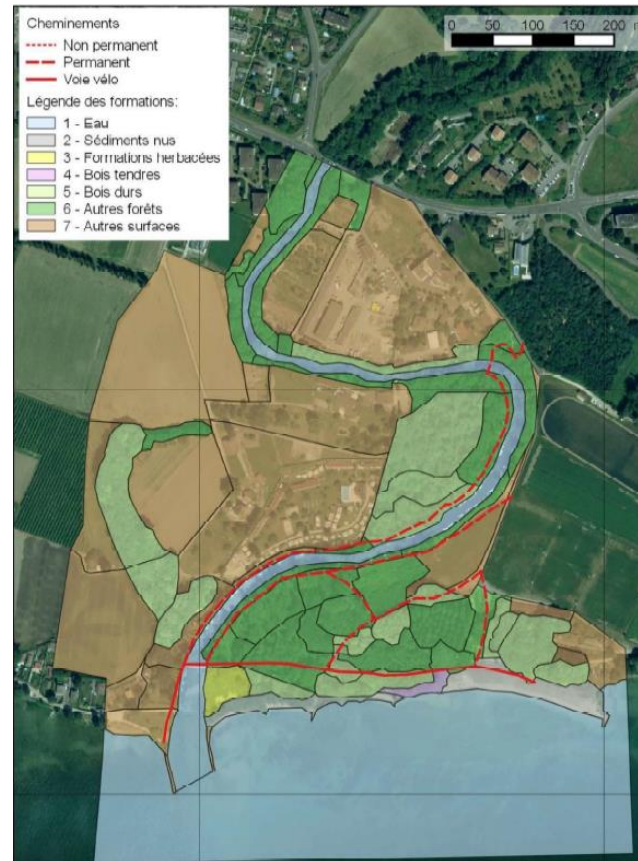 Cheminements
Non permanent
Permanent
Voie vélo
Légende des formations:
1 - Eau
2 - Sédiments nus
3 - Formations herbacées
4 - Bois tendres
5 - Bois durs
6 - Autres forêts
7 - Autres surfaces
0 50 100 150 200 m